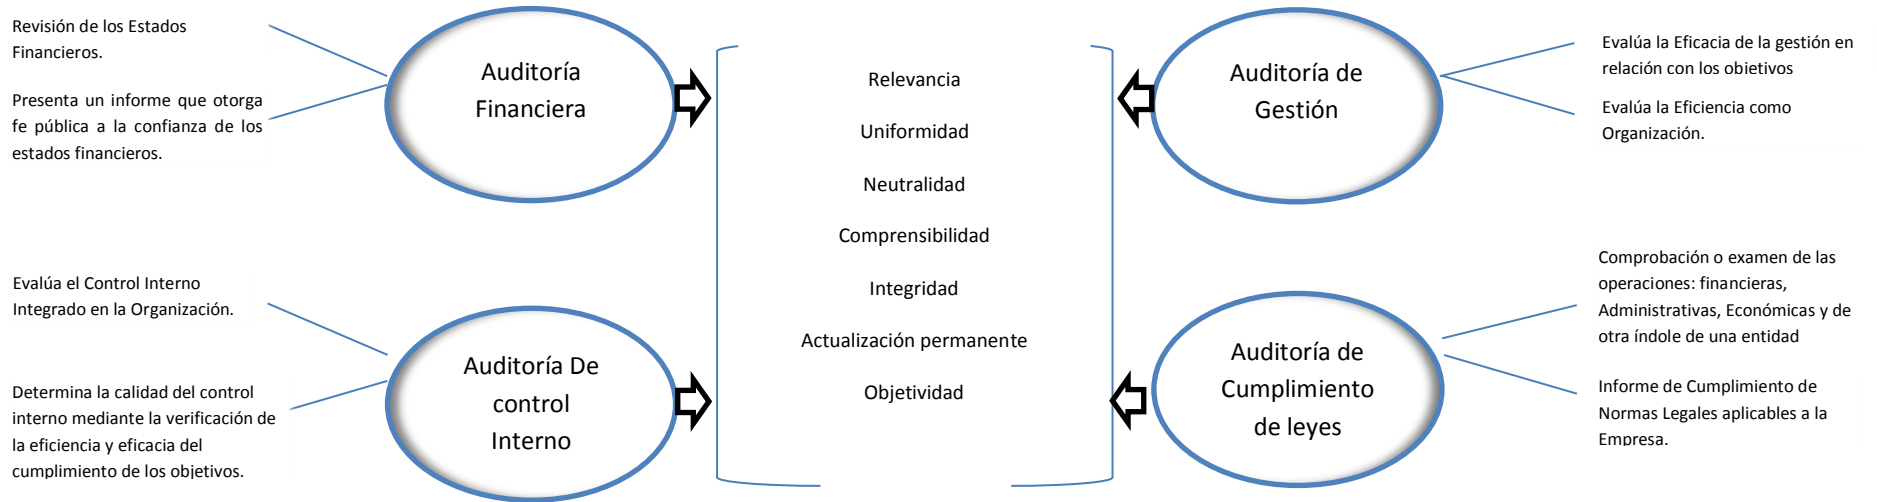 Revisión de los Estados
Financieros.
Presenta un informe que otorga
fe pública a la confianza de los
estados financieros.
Auditoría
Financiera
Evalúa el Control Interno
Integrado en la Organización.
Determina la calidad del control
interno mediante la verificación de
la eficiencia y eficacia del
cumplimiento de los objetivos.
Auditoría De
control
Interno
Relevancia
Uniformidad
Neutralidad
Comprensibilidad
Integridad
Actualización permanente
Objetividad
Auditoría de
Gestión
Evalúa la Eficacia de la gestión en
relación con los objetivos
Evalúa la Eficiencia como
Organización.
Auditoría de
Cumplimiento
de leyes
Comprobación o examen de las
operaciones: financieras,
Administrativas, Económicas y de
otra índole de una entidad
Informe de Cumplimiento de
Normas Legales aplicables a la
Empresa.